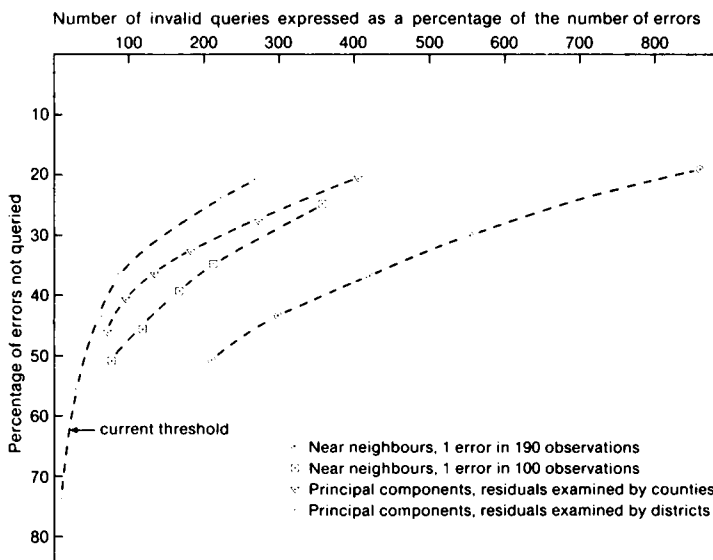 Number of invalid queries expressed as a percentage of the number of errors
100 200 300 400 500 600 700 800
Percentage of errors not queried
10
20
30
40
50
60
70
80
current threshold
Near neighbours, 1 error in 190 observations
Near neighbours, 1 error in 100 observations
Principal components, residuals examined by counties
Principal components, residuals examined by districts